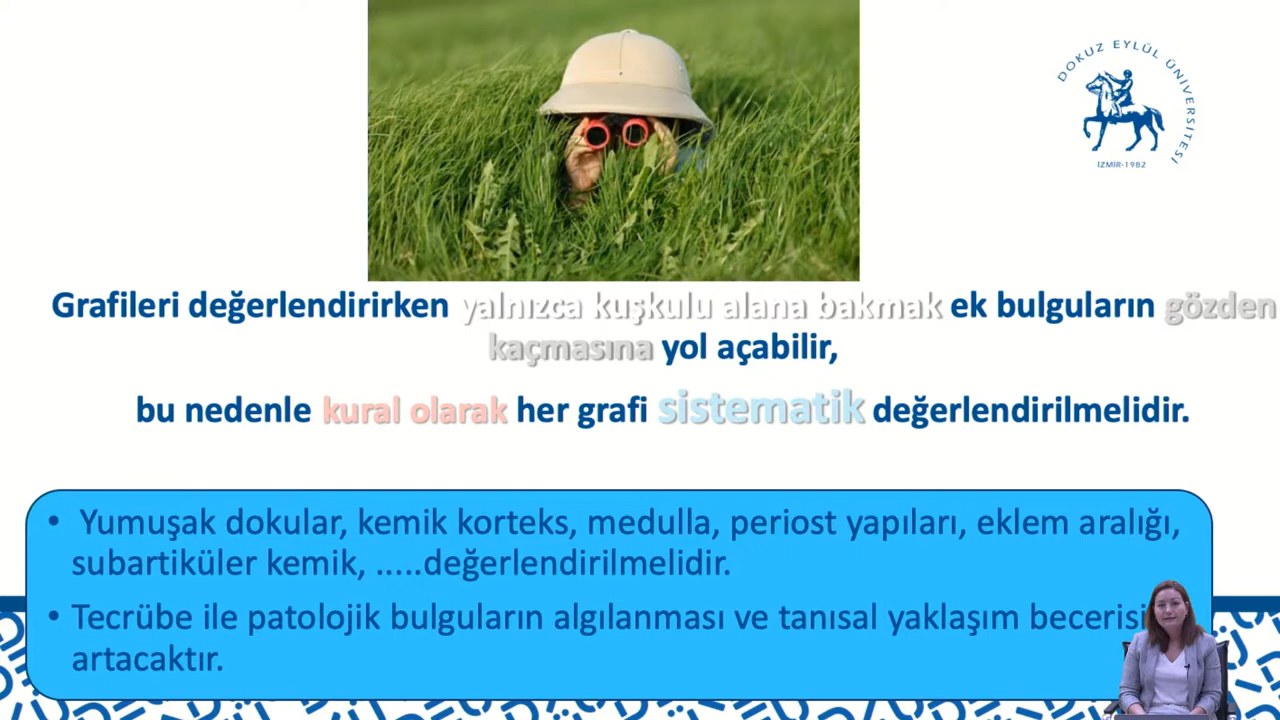 DOKUZ EYLÜL ÜNİVERSİTESİ
İZMİR-1982
Grafileri değerlendirirken yalnızca kuşkulu alana bakmak ek bulguların gözden
kaçmasına yol açabilir,
bu nedenle kural olarak her grafi sistematik değerlendirilmelidir.
• Yumuşak dokular, kemik korteks, medulla, periost yapıları, eklem aralığı,
subartiküler kemik, .....değerlendirilmelidir.
• Tecrübe ile patolojik bulguların algılanması ve tanısal yaklaşım becerisi
artacaktır.